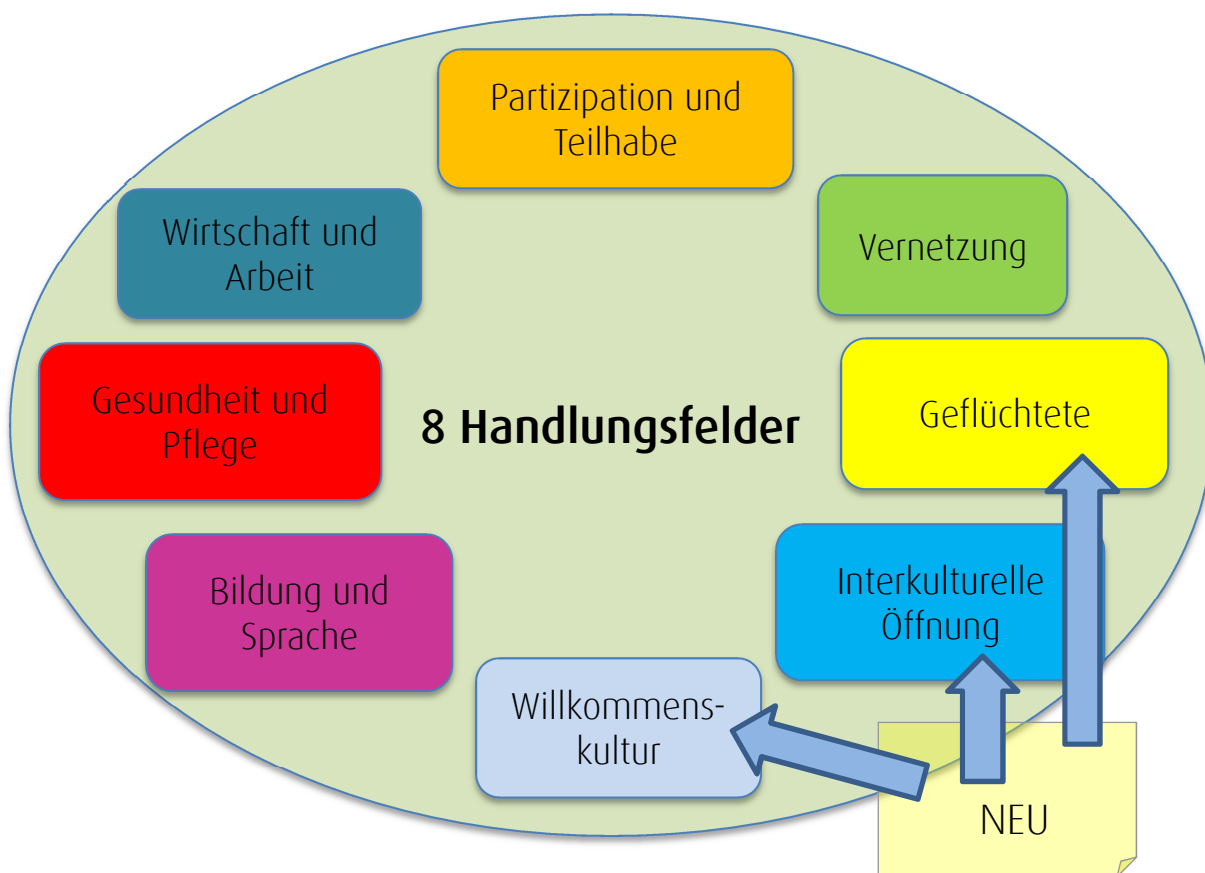 Partizipation und
Teilhabe
Wirtschaft und
Arbeit
Vernetzung
Gesundheit und
Pflege
8 Handlungsfelder
Geflüchtete
Bildung und
Sprache
Interkulturelle
Öffnung
Willkommens-
kultur
NEU